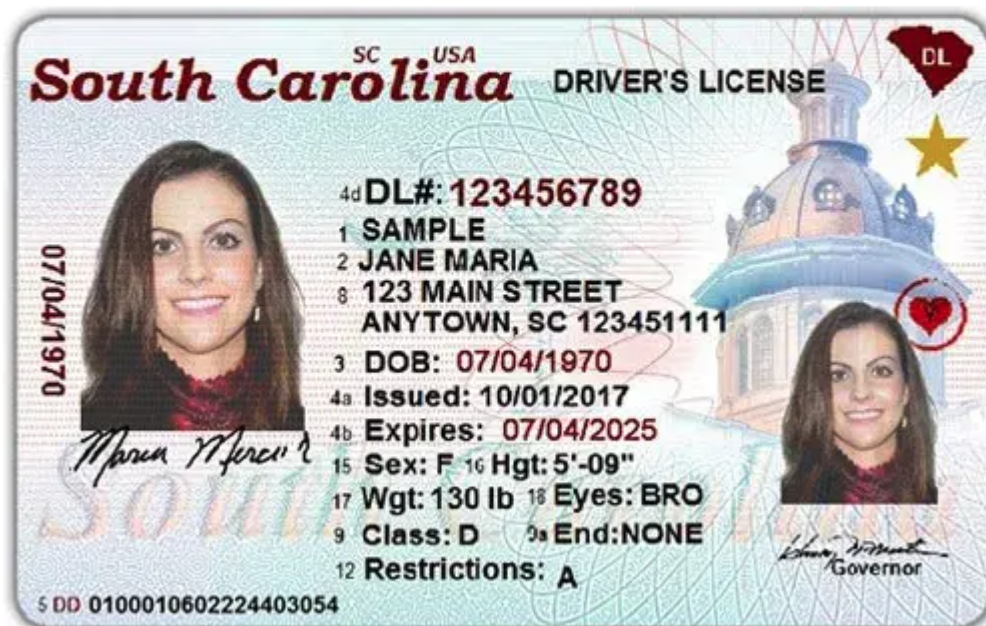 SC USA
South Carolina DRIVER'S LICENSE
DL
4d DL#: 123456789
1 SAMPLE
2 JANE MARIA
8 123 MAIN STREET
ANYTOWN, SC 123451111
3 DOB: 07/04/1970
4a Issued: 10/01/2017
4b Expires: 07/04/2025
15 Sex: F 16 Hgt: 5'-09"
17 Wgt: 130 lb 18 Eyes: BRO
9 Class: D 9a End:NONE
12 Restrictions: A
07/04/1970
South Carolina
Governor
5 DD 0100010602224403054